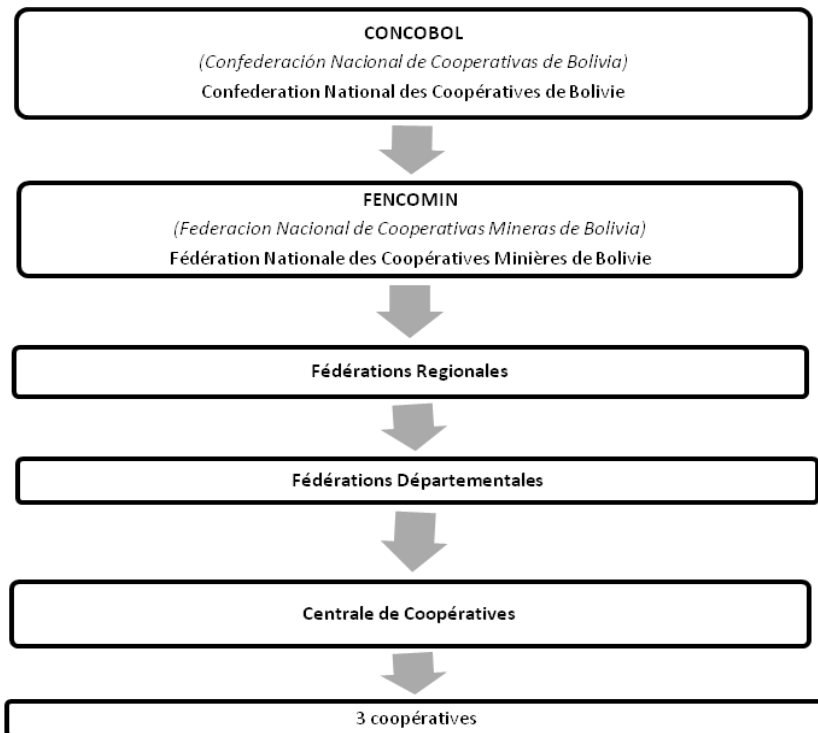 CONCOBOL
(Confederación Nacional de Cooperativas de Bolivia)
Confederation National des Coopératives de Bolivie
FENCOMIN
(Federacion Nacional de Cooperativas Mineras de Bolivia)
Fédération Nationale des Coopératives Minières de Bolivie
Fédérations Regionales
Fédérations Départementales
Centrale de Coopératives
3 coopératives